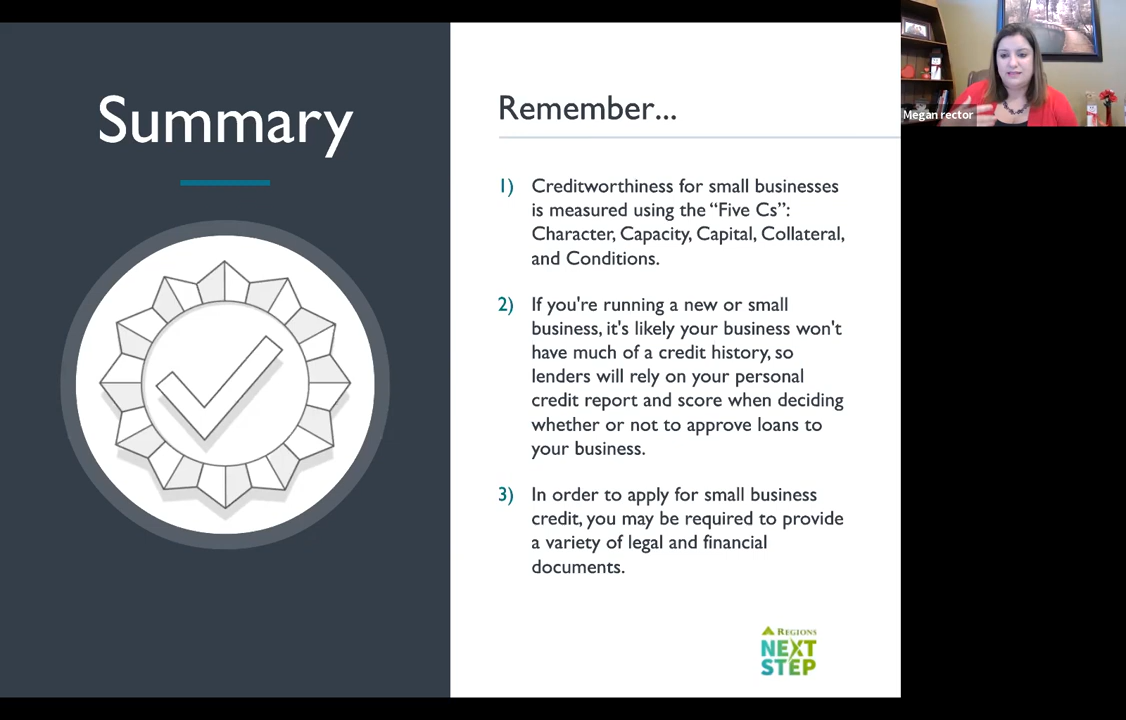 Summary
Remember...
1) Creditworthiness for small businesses
is measured using the “Five Cs”:
Character, Capacity, Capital, Collateral,
and Conditions.
2) If you're running a new or small
business, it's likely your business won't
have much of a credit history, so
lenders will rely on your personal
credit report and score when deciding
whether or not to approve loans to
your business.
3) In order to apply for small business
credit, you may be required to provide
a variety of legal and financial
documents.
REGIONS
NEXT
STEP
Megan rector